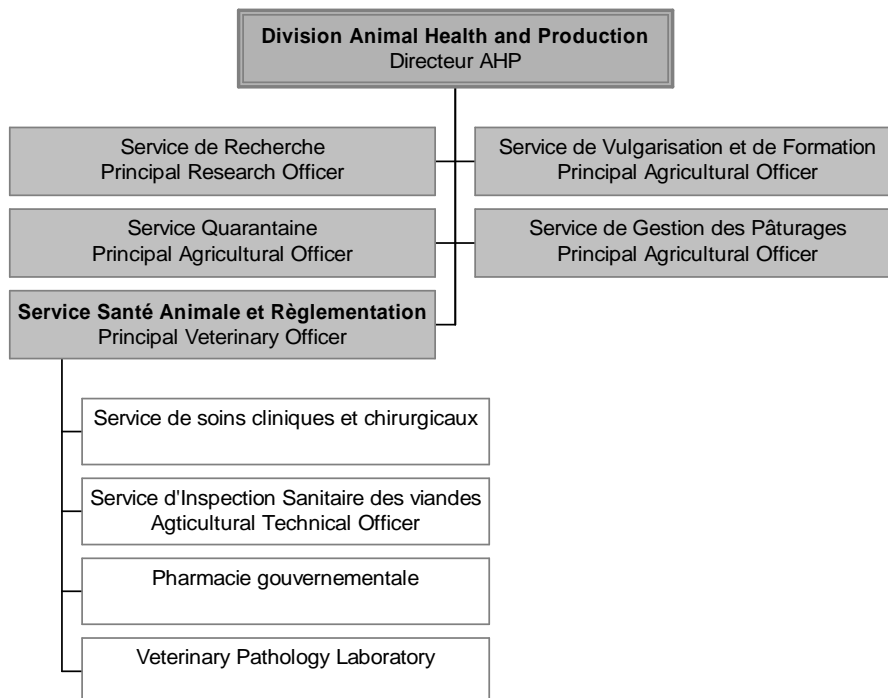 Division Animal Health and Production
Directeur AHP
Service de Recherche
Principal Research Officer
Service de Vulgarisation et de Formation
Principal Agricultural Officer
Service Quarantaine
Principal Agricultural Officer
Service de Gestion des Pâturages
Principal Agricultural Officer
Service Santé Animale et Règlementation
Principal Veterinary Officer
Service de soins cliniques et chirurgicaux
Service d'Inspection Sanitaire des viandes
Agticultural Technical Officer
Pharmacie gouvernementale
Veterinary Pathology Laboratory